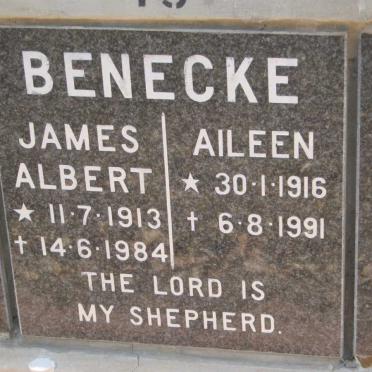 BENECKE
JAMES
ALBERT
★ 11·7·1913
† 14·6·1984
AILEEN
★ 30·1·1916
† 6·8·1991
THE LORD IS
MY SHEPHERD.